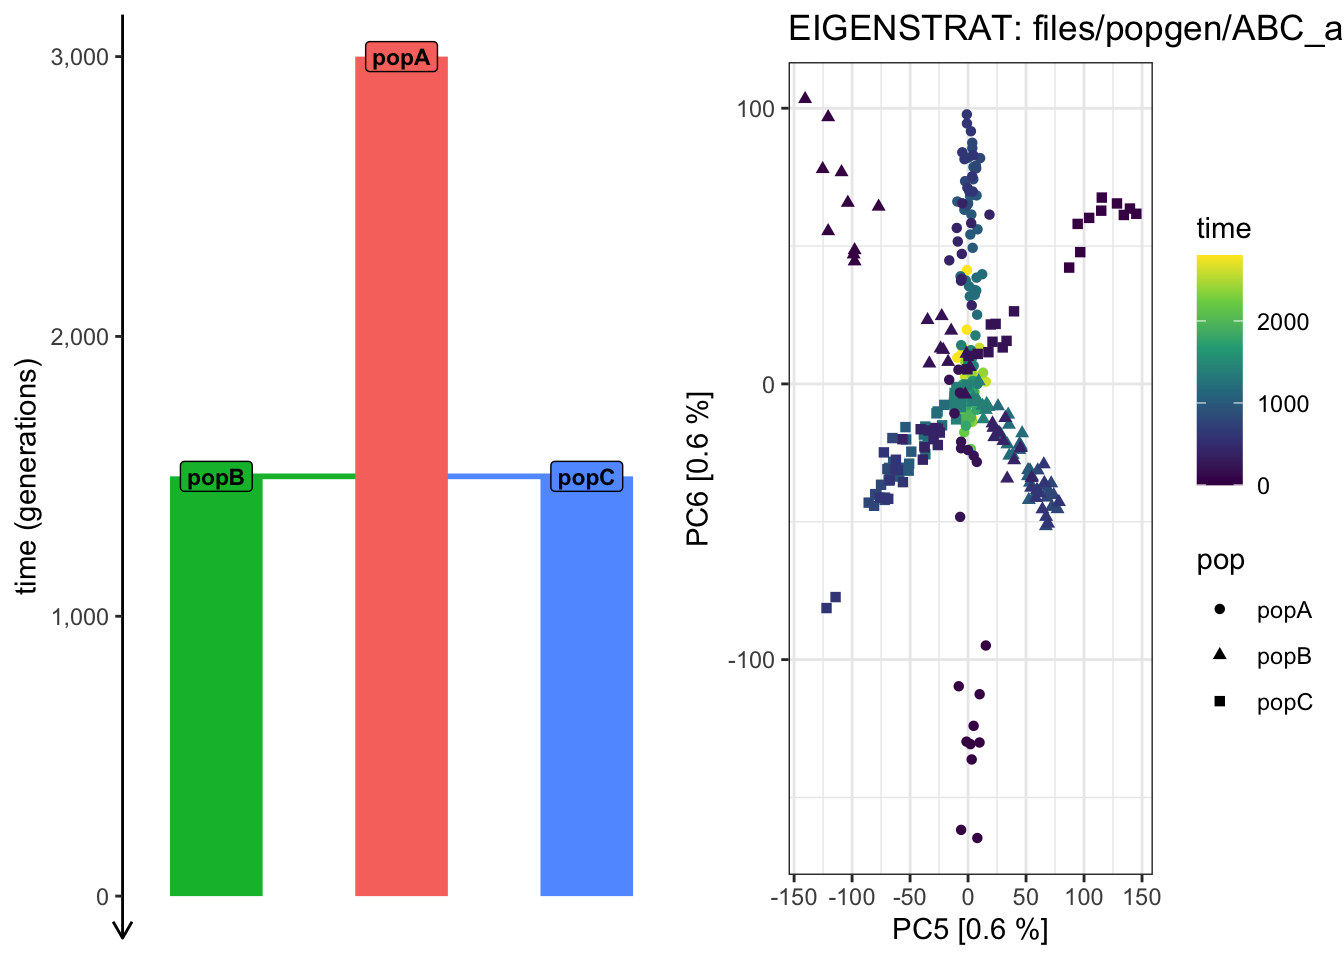 3,000
2,000
1,000
0
time (generations)
popA
popB
popC
EIGENSTRAT: files/popgen/ABC_a
100
0
-100
PC6 [0.6 %]
-150 -100 -50 0 50 100 150
PC5 [0.6 %]
time
2000
1000
0
pop
popA
popB
popC